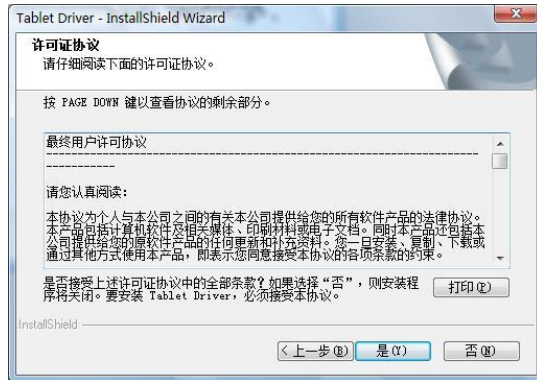 Tablet Driver - InstallShield Wizard
许可证协议
请仔细阅读下面的许可证协议。
按 PAGE DOWN 键以查看协议的剩余部分。
最终用户许可协议
--------------------------------------------------------------------------------
-----------
请您认真阅读：
本协议为个人与本公司之间的有关本公司提供给您的所有软件产品的法律协议。
本产品包括计算机软件及相关媒体、印刷材料或电子文档。同时本产品还包括本
公司提供给您的原软件产品的任何更新和补充资料。您一旦安装、复制、下载或
通过其他方式使用本产品，即表示您同意接受本协议的各项条款的约束。
是否接受上述许可证协议中的全部条款？如果选择“否”，则安装程
序将关闭。要安装 Tablet Driver，必须接受本协议。
打印(P)
InstallShield
<上一步(B)
是(Y)
否(N)